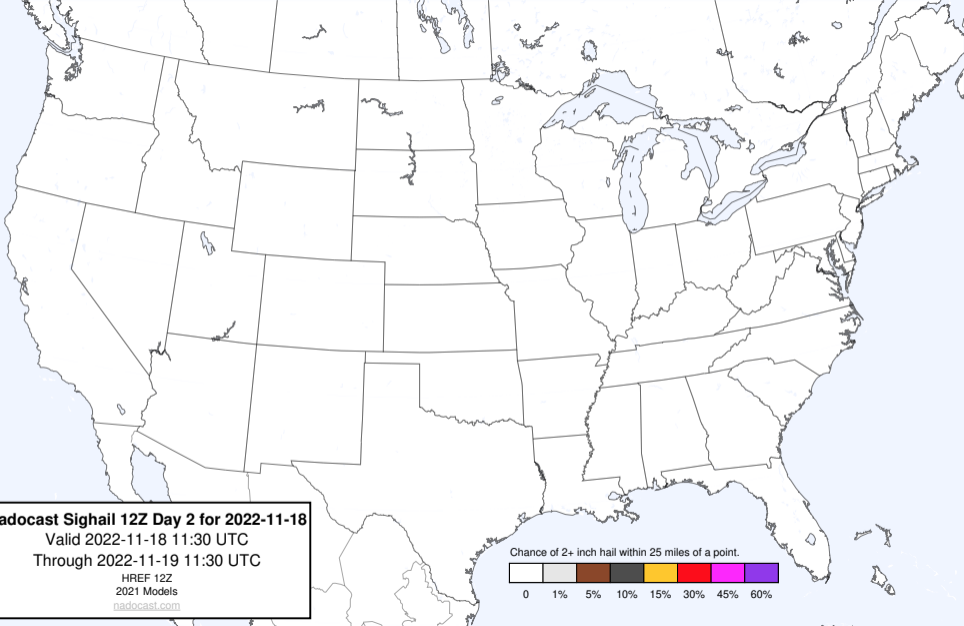 adocast Sighail 12Z Day 2 for 2022-11-18
Valid 2022-11-18 11:30 UTC
Through 2022-11-19 11:30 UTC
HREF 12Z
2021 Models
nadocast.com
Chance of 2+ inch hail within 25 miles of a point.
0 1% 5% 10% 15% 30% 45% 60%